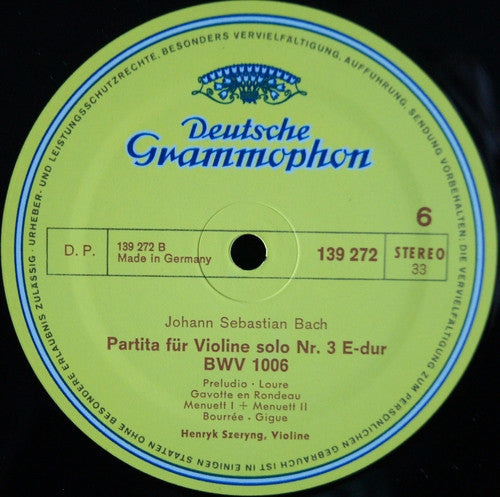 Deutsche
Grammophon
6
D. P.
139 272 B
Made in Germany
139 272
STEREO
33
Johann Sebastian Bach
Partita für Violine solo Nr. 3 E-dur
BWV 1006
Preludio · Loure
Gavotte en Rondeau
Menuett I + Menuett II
Bourrée · Gigue
Henryk Szeryng, Violine
URHEBER- UND LEISTUNGSSCHUTZRECHTE, BESONDERS VERVIELFÄLTIGUNG, AUFFÜHRUNG, SENDUNG VORBEHALTEN; DIE VERVIELFÄLTIGUNG ZUM PERSÖNLICHEN GEBRAUCH IST IN EINIGEN STAATEN OHNE BESONDERE ERLAUBNIS ZULÄSSIG ·